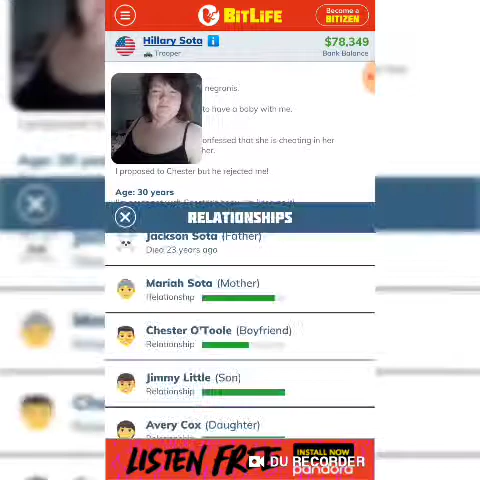 BitLife
Become a
BITIZEN
Hillary Sota
$78,349
Trooper
Bank Balance
negronis.
to have a baby with me.
confessed that she is cheating in her
her.
I proposed to Chester but he rejected me!
Age: 30 years
RELATIONSHIPS
Jackson Sota (Father)
Died 23 years ago
Mariah Sota (Mother)
Relationship
Chester O'Toole (Boyfriend)
Relationship
Jimmy Little (Son)
Relationship
Avery Cox (Daughter)
LISTEN FREE
INSTALL NOW
pandora
DU RECORDER